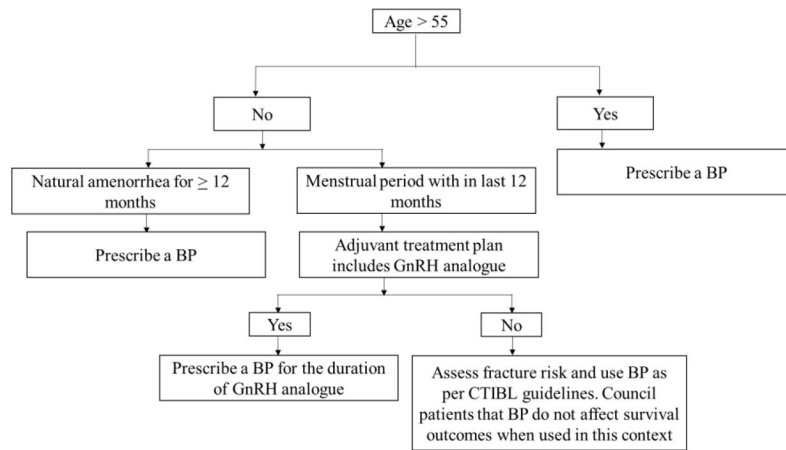 Age > 55
No
Yes
Natural amenorrhea for ≥ 12
months
Menstrual period with in last 12
months
Prescribe a BP
Prescribe a BP
Adjuvant treatment plan
includes GnRH analogue
Yes
No
Prescribe a BP for the duration
of GnRH analogue
Assess fracture risk and use BP as
per CTIBL guidelines. Council
patients that BP do not affect survival
outcomes when used in this context